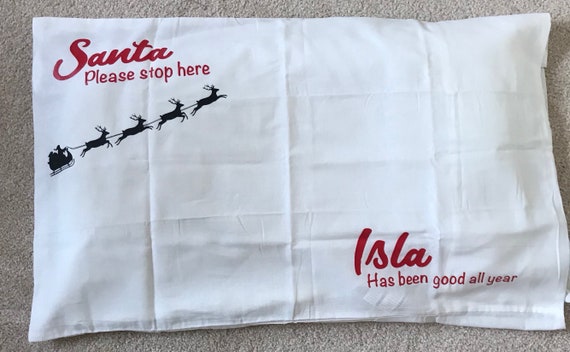 Santa
Please stop here
Isla
Has been good all year